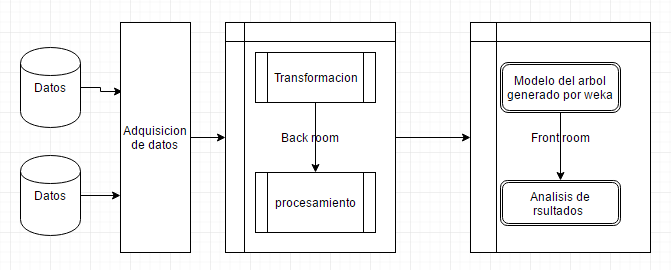 Datos
Datos
Adquisicion
de datos
Transformacion
Back room
procesamiento
Modelo del arbol
generado por weka
Front room
Analisis de
rsultados